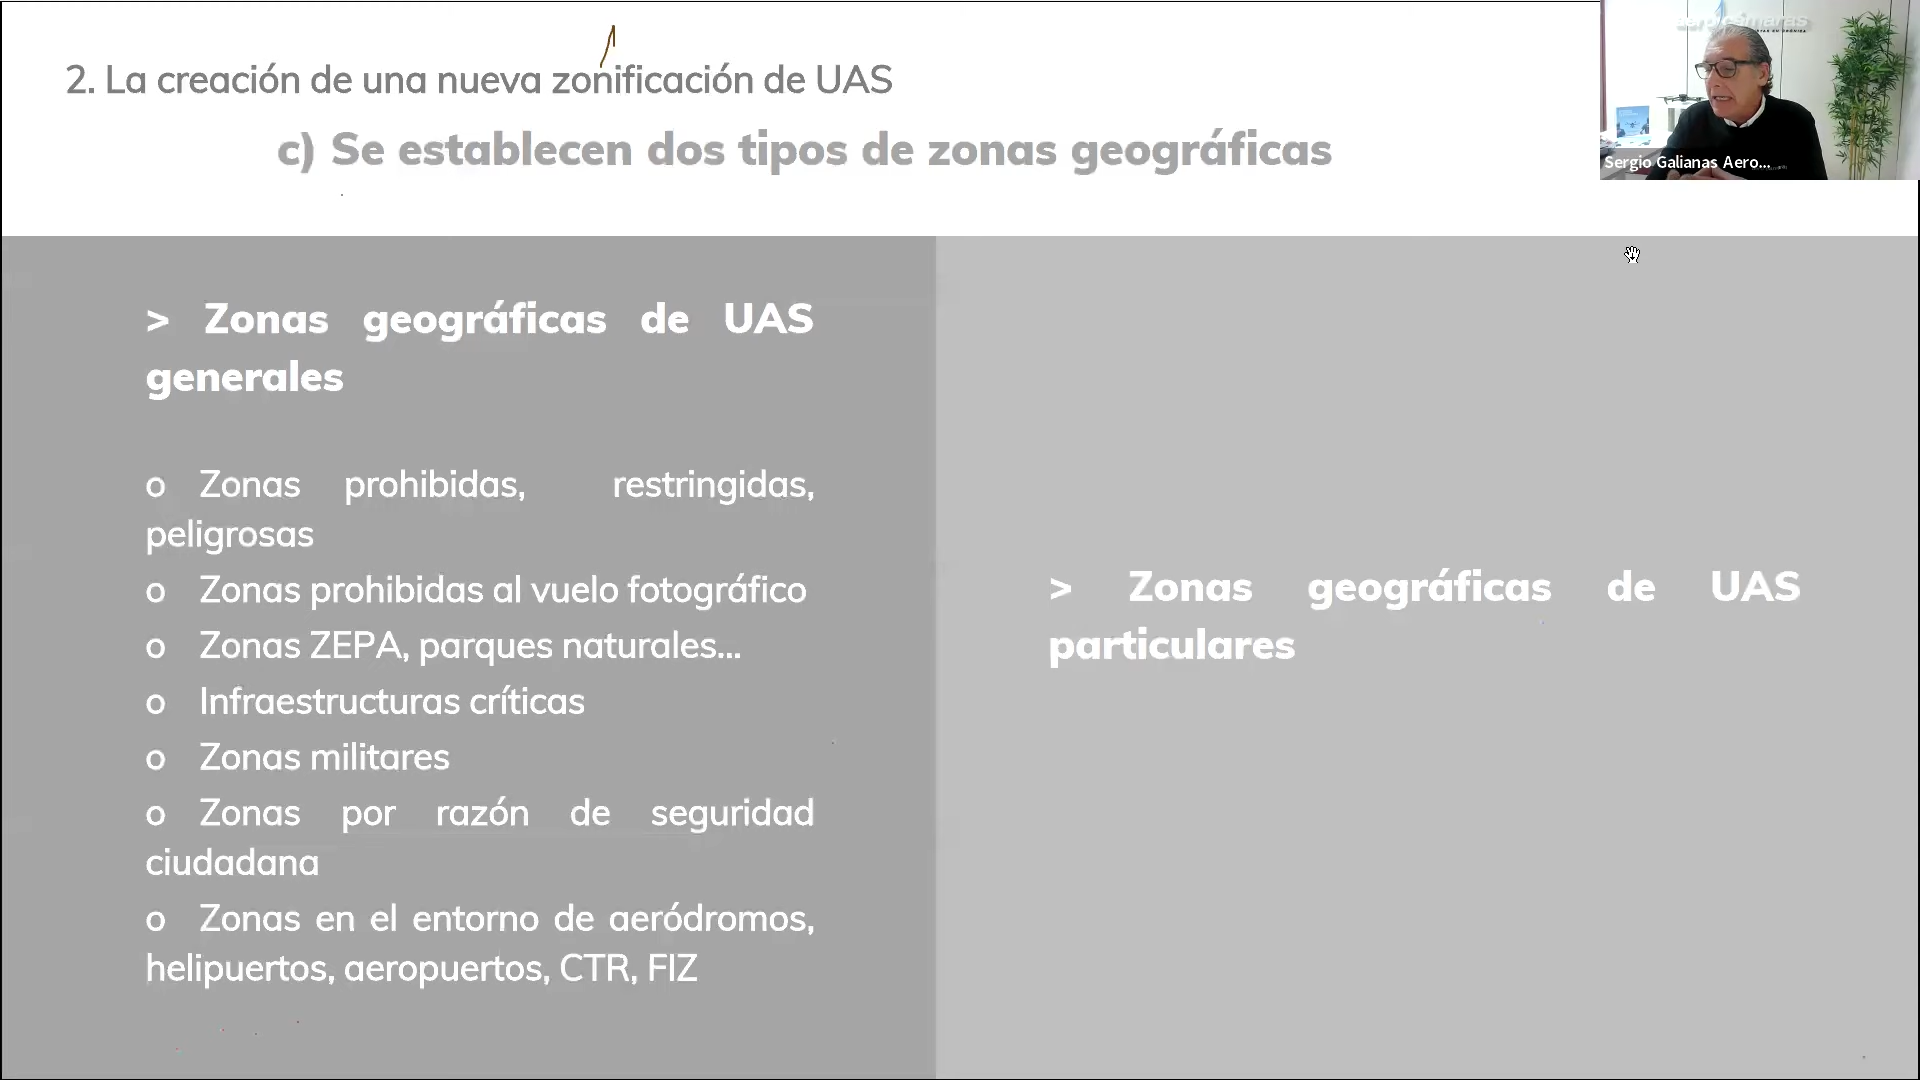 2. La creación de una nueva zonificación de UAS
c) Se establecen dos tipos de zonas geográficas
Sergio Galianas Aero...
> Zonas geográficas de UAS
generales
o Zonas prohibidas, restringidas,
peligrosas
o Zonas prohibidas al vuelo fotográfico
o Zonas ZEPA, parques naturales...
o Infraestructuras críticas
o Zonas militares
o Zonas por razón de seguridad
ciudadana
o Zonas en el entorno de aeródromos,
helipuertos, aeropuertos, CTR, FIZ
> Zonas geográficas de UAS
particulares